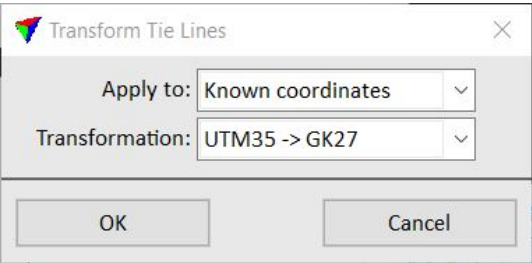 Transform Tie Lines
Apply to: Known coordinates
Transformation: UTM35 -> GK27
OK Cancel